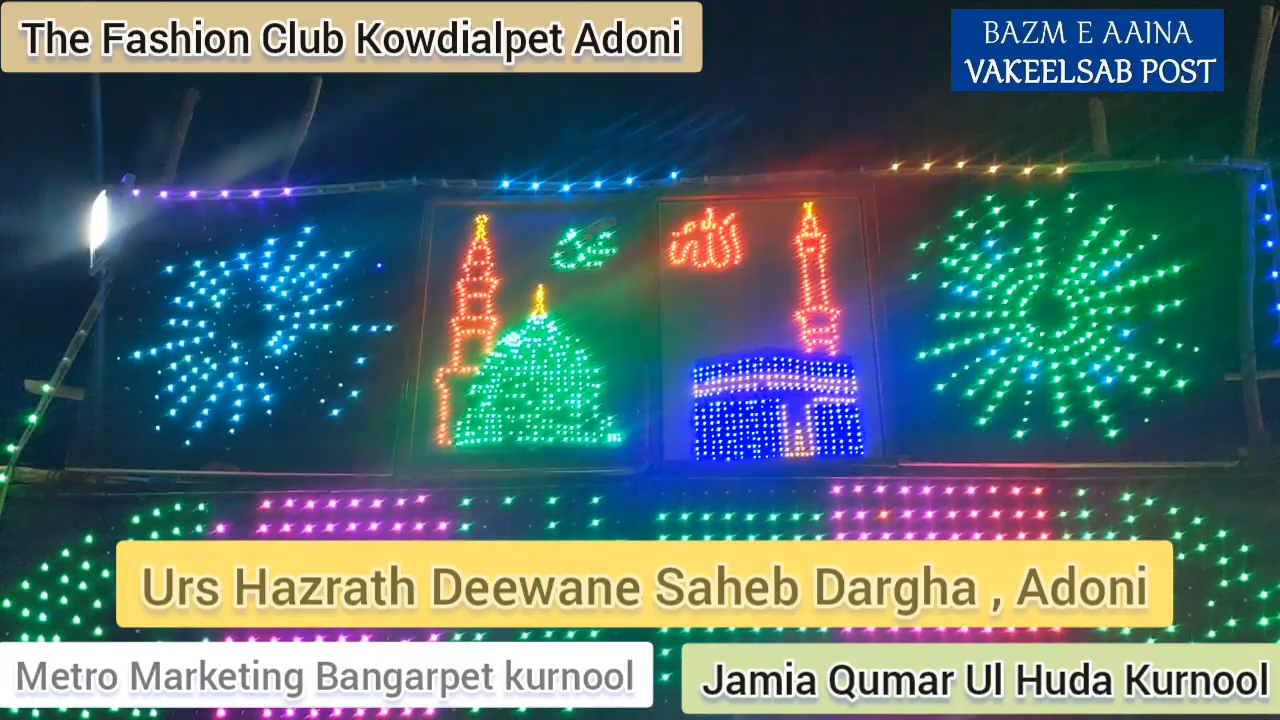 The Fashion Club Kowdialpet Adoni
BAZM E AAINA
VAKEELSAB POST
محمد
الله
Urs Hazrath Deewane Saheb Dargha , Adoni
Metro Marketing Bangarpet kurnool
Jamia Qumar Ul Huda Kurnool